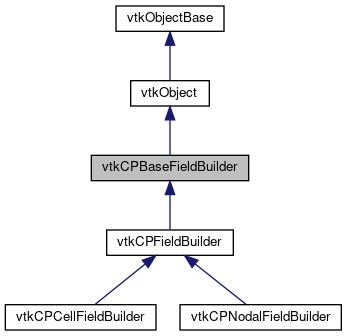 vtkObjectBase
vtkObject
vtkCPBaseFieldBuilder
vtkCPFieldBuilder
vtkCPCellFieldBuilder
vtkCPNodalFieldBuilder